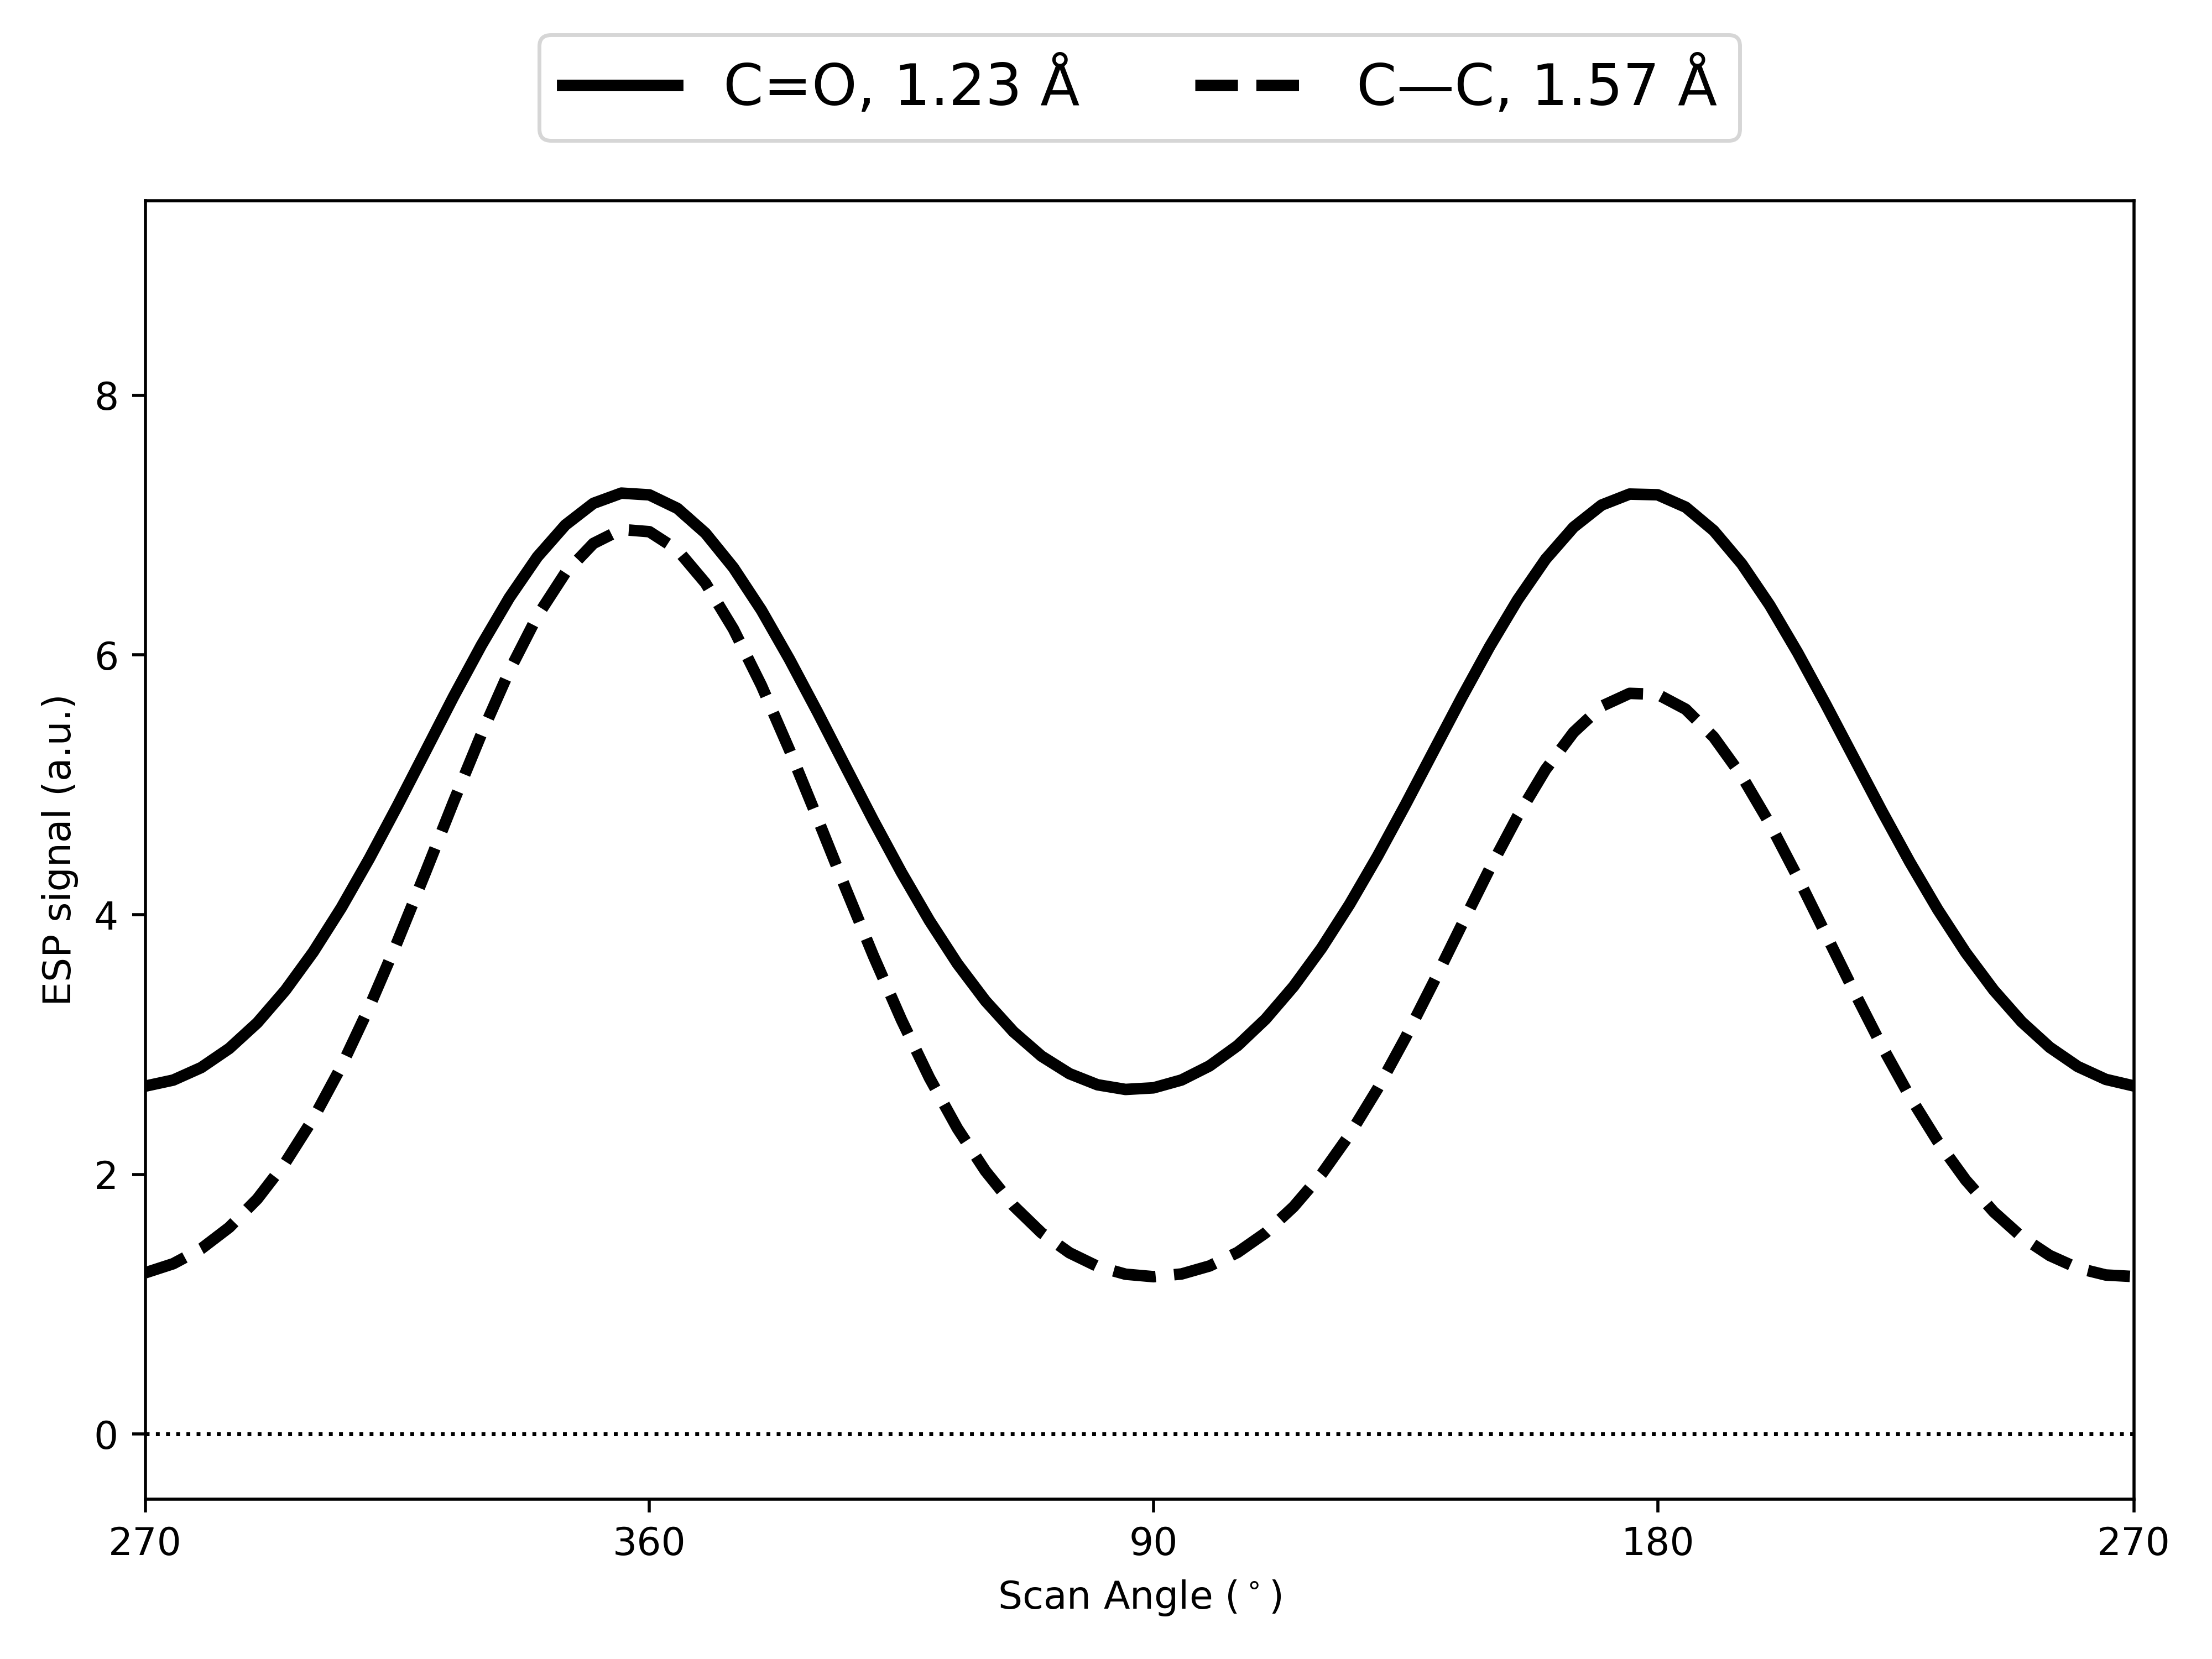 C=O, 1.23 Å
C—C, 1.57 Å
ESP signal (a.u.)
8
6
4
2
0
270
360
90
180
270
Scan Angle (°)